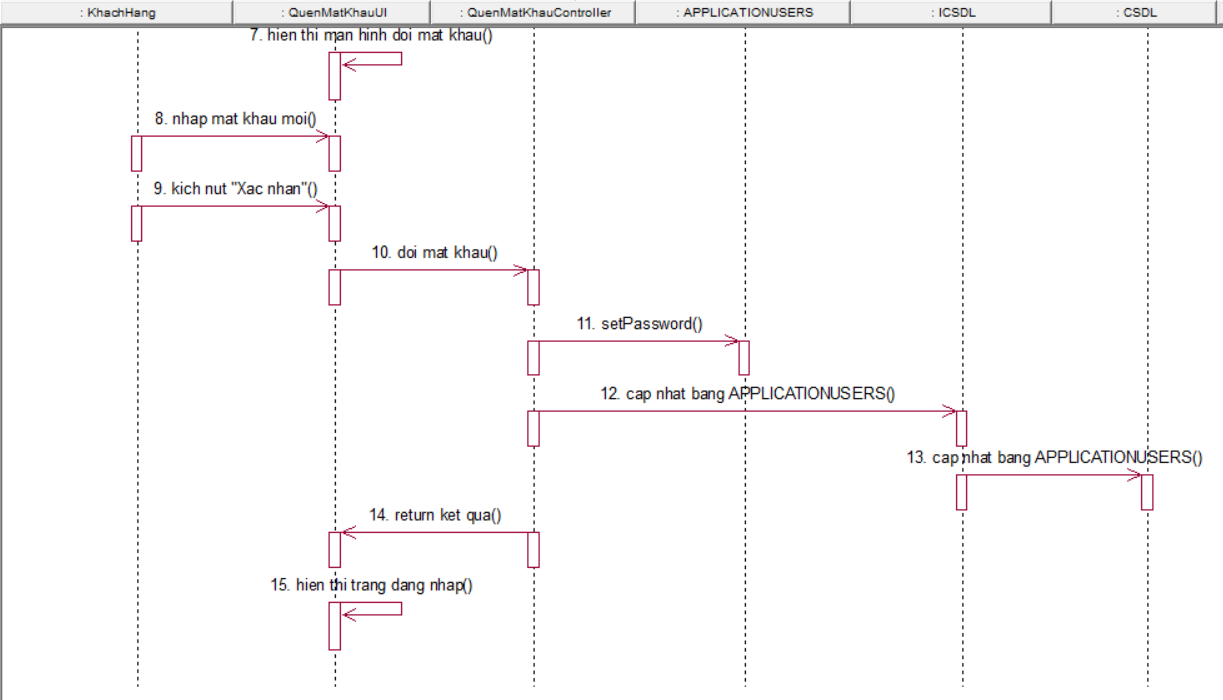 : KhachHang
: QuenMatKhauUI
: QuenMatKhauController
: APPLICATIONUSERS
: ICSDL
: CSDL
7. hien thi man hinh doi mat khau()
8. nhap mat khau moi()
9. kich nut "Xac nhan"()
10. doi mat khau()
11. setPassword()
12. cap nhat bang APPLICATIONUSERS()
13. cap nhat bang APPLICATIONUSERS()
14. return ket qua()
15. hien thi trang dang nhap()